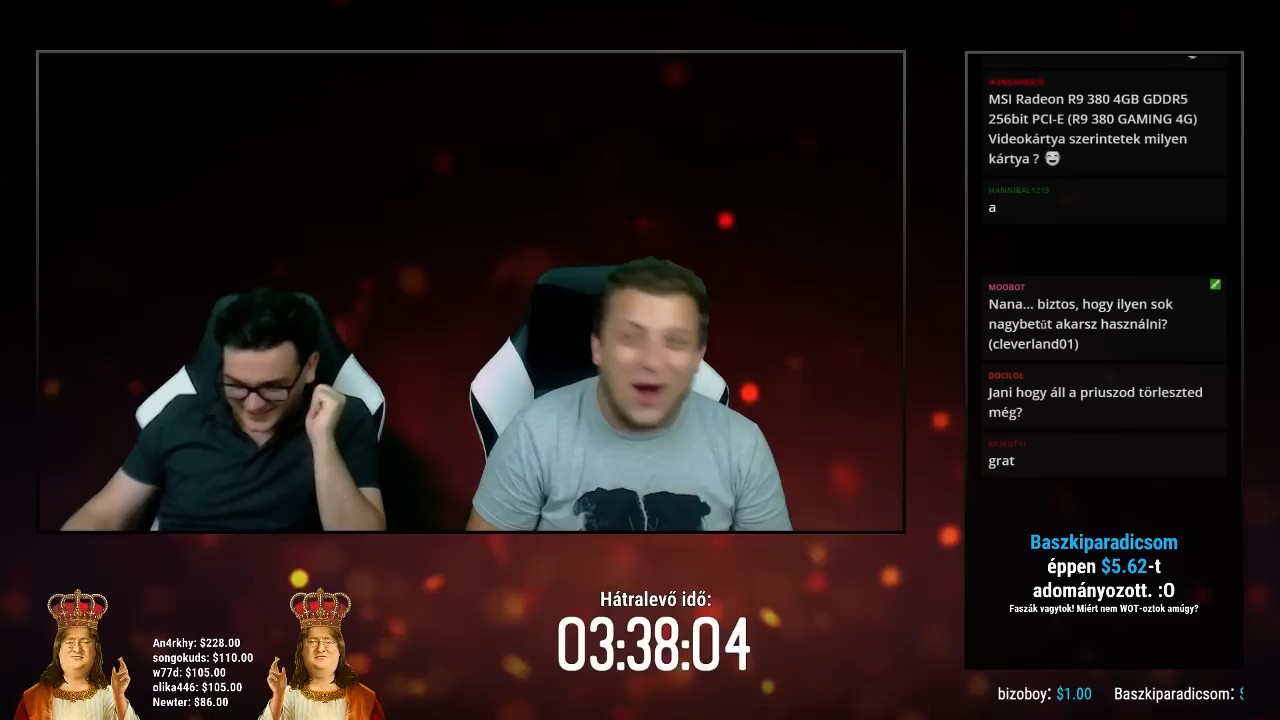 MSI Radeon R9 380 4GB GDDR5
256bit PCI-E (R9 380 GAMING 4G)
Videokártya szerintetek milyen
kártya ?
HANNIBAL1213
a
MOOBOT
Nana... biztos, hogy ilyen sok
nagybetűt akarsz használni?
(cleverland01)
DOCILOL
Jani hogy áll a priuszod törleszted
még?
grat
Baszkiparadicsom
éppen $5.62-t
adományozott. :O
Faszák vagytok! Miért nem WOT-oztok amúgy?
Hátralevő idő:
03:38:04
An4rkhy: $228.00
songokuds: $110.00
w77d: $105.00
olika446: $105.00
Newter: $86.00
bizoboy: $1.00 Baszkiparadicsom: $